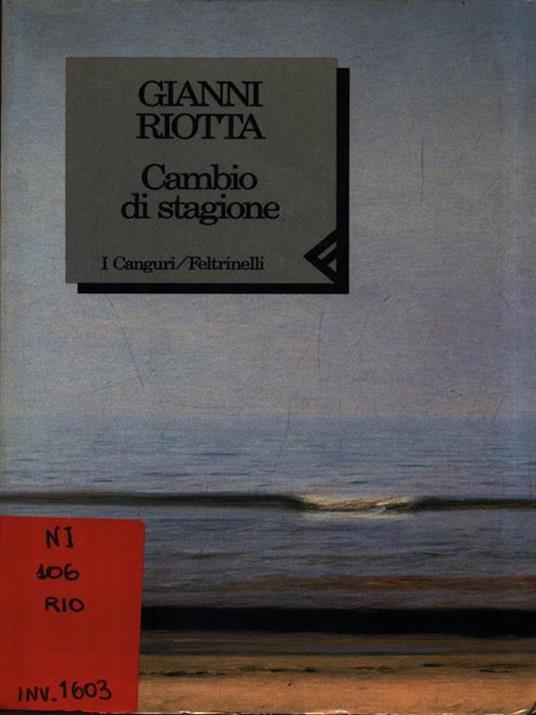 GIANNI
RIOTTA
Cambio
di stagione
I Canguri/Feltrinelli
NI
106
RIO
INV. 1603